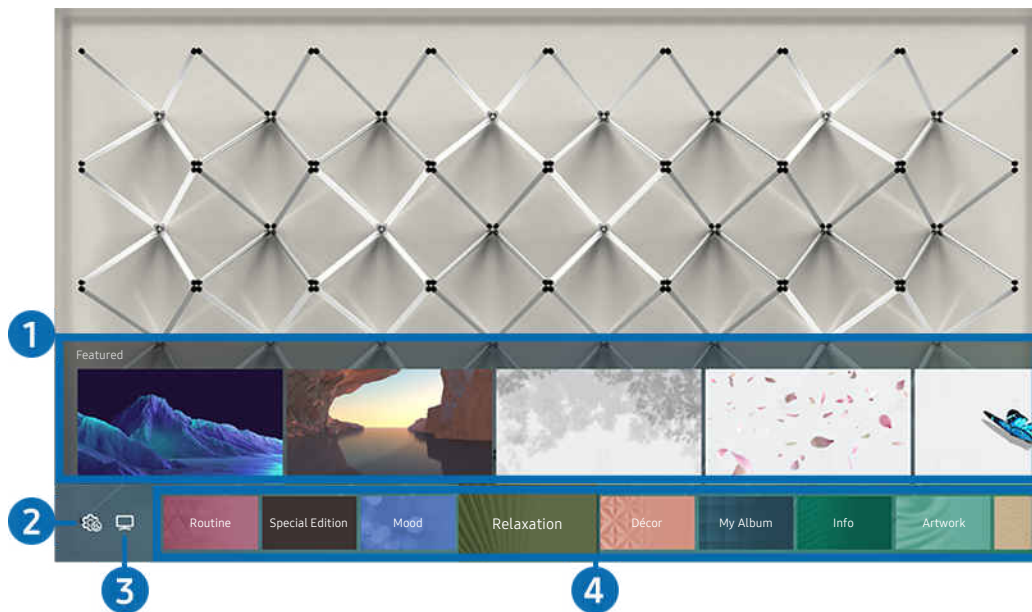 1
Featured
2
Routine Special Edition Mood Relaxation Décor My Album Info Artwork
3
4